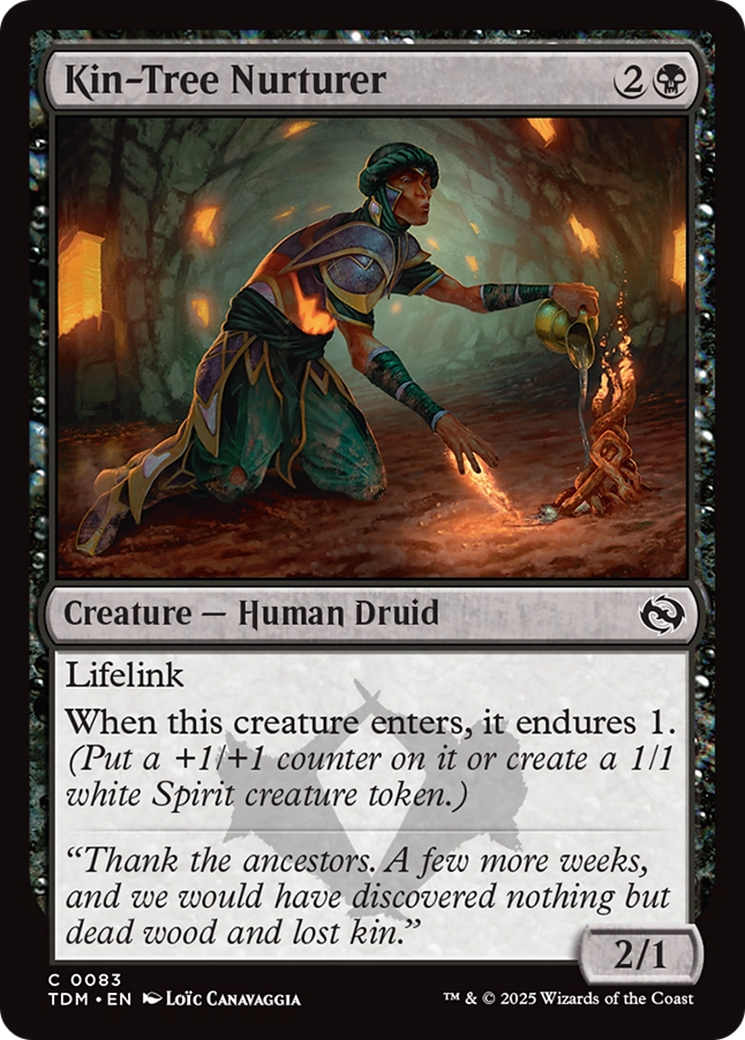 Kin-Tree Nurturer 2
Creature — Human Druid
Lifelink
When this creature enters, it endures 1.
(Put a +1/+1 counter on it or create a 1/1
white Spirit creature token.)
“Thank the ancestors. A few more weeks,
and we would have discovered nothing but
dead wood and lost kin.”
2/1
C 0083
TDM • EN Loïc Canavaggia
™ & © 2025 Wizards of the Coast